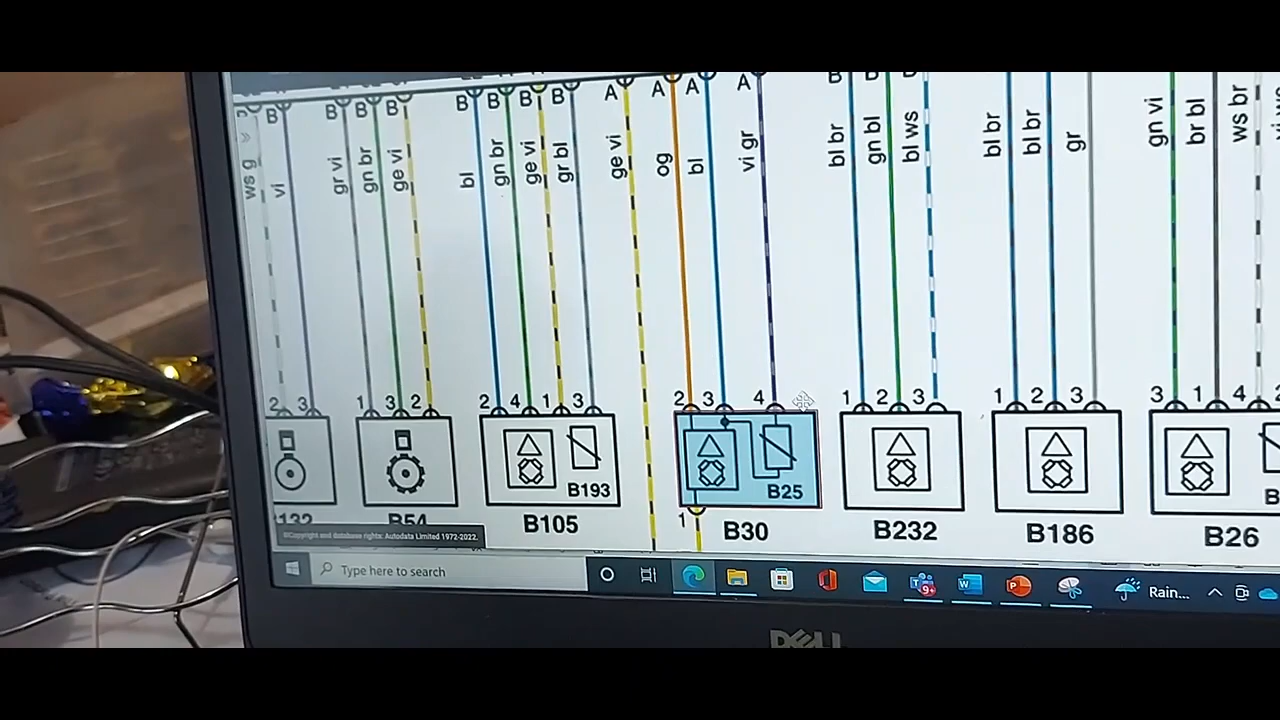 B B B B B B B B A A A A B B B
ws g vi gr vi gn br ge vi bl gn br ge vi gr bl ge vi og bl vi gr bl br gn bl bl ws bl br bl br gr gn vi br bl ws br
2 3 1 3 2 2 4 1 3 2 3 4 1 2 3 1 2 3 3 1 4 2
B193 B25
1
B54 B105 B30 B232 B186 B26
©Copyright and database rights: Autodata Limited 1972-2022.
Type here to search
9+
Rain...
DELL